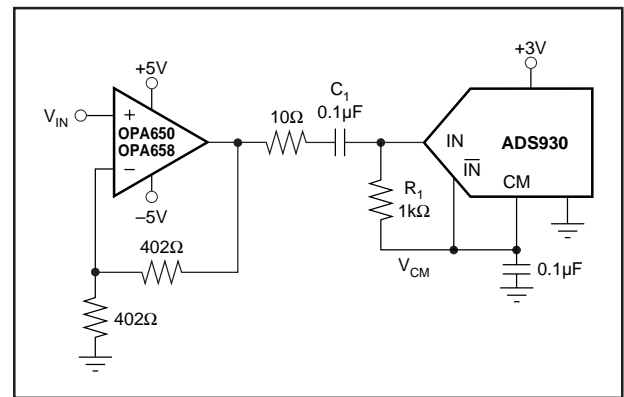 +5V
V_IN
+
OPA650
OPA658
–
–5V
402Ω
402Ω
10Ω
C_1
0.1µF
R_1
1kΩ
V_CM
+3V
IN
I̅N̅
ADS930
CM
0.1µF